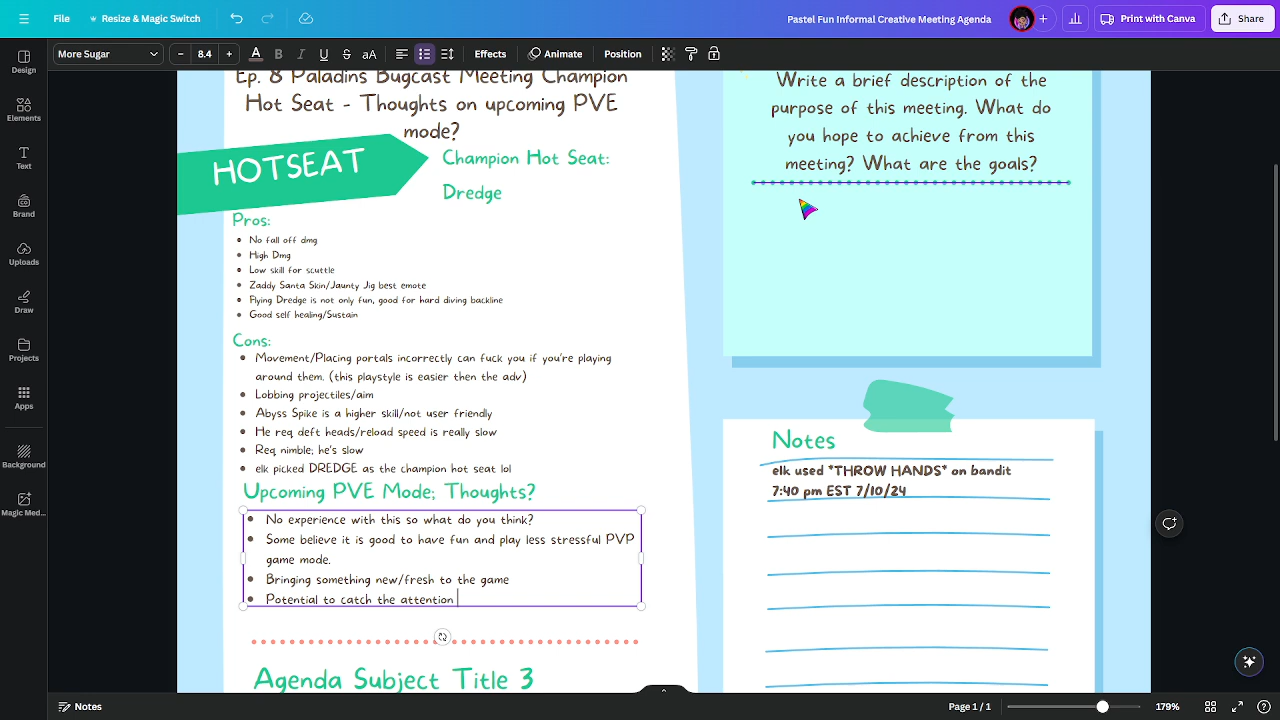 File
Resize & Magic Switch
Pastel Fun Informal Creative Meeting Agenda
Print with Canva
Share
More Sugar
– 8.4 +
A B I U S aA
Effects
Animate
Position
Design
Elements
Text
Brand
Uploads
Draw
Projects
Apps
Background
Magic Med...
Ep. 8 Paladins Bugcast Meeting Champion
Hot Seat - Thoughts on upcoming PVE
mode?
HOTSEAT
Champion Hot Seat:
Dredge
Pros:
No fall off dmg
High Dmg
Low skill for scuttle
Zaddy Santa Skin/Jaunty Jig best emote
Flying Dredge is not only fun, good for hard diving backline
Good self healing/Sustain
Cons:
Movement/Placing portals incorrectly can fuck you if you're playing
around them. (this playstyle is easier then the adv)
Lobbing projectiles/aim
Abyss Spike is a higher skill/not user friendly
He req deft heads/reload speed is really slow
Req nimble; he's slow
elk picked DREDGE as the champion hot seat lol
Upcoming PVE Mode; Thoughts?
No experience with this so what do you think?
Some believe it is good to have fun and play less stressful PVP
game mode.
Bringing something new/fresh to the game
Potential to catch the attention
Agenda Subject Title 3
Write a brief description of the
purpose of this meeting. What do
you hope to achieve from this
meeting? What are the goals?
Notes
elk used *THROW HANDS* on bandit
7:40 pm EST 7/10/24
Notes
Page 1 / 1
179%